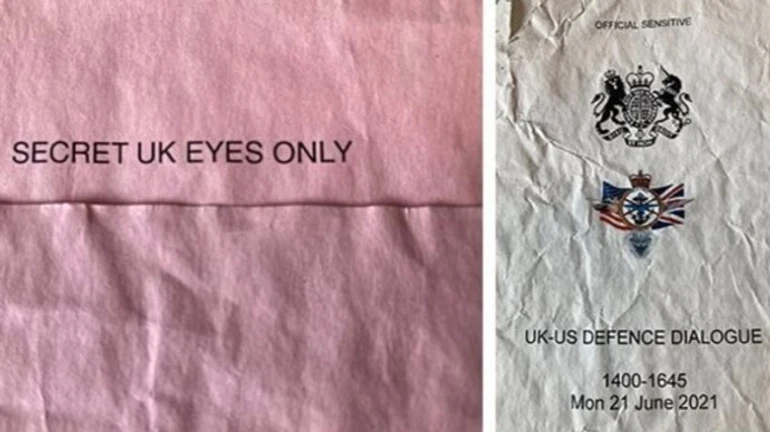 SECRET UK EYES ONLY
OFFICIAL SENSITIVE
UK-US DEFENCE DIALOGUE
1400-1645
Mon 21 June 2021